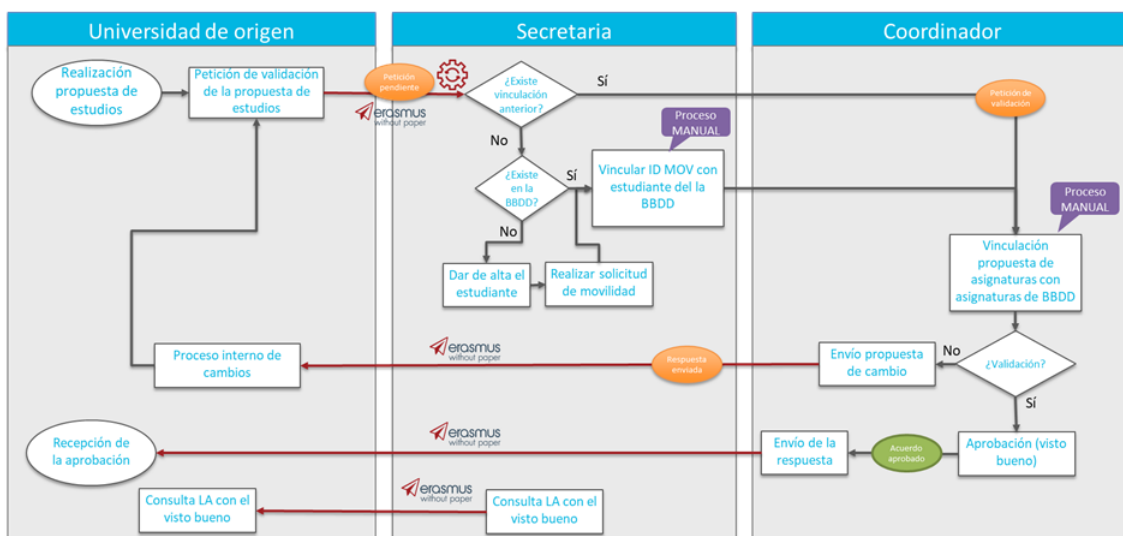 Universidad de origen
Secretaria
Coordinador
Realización
propuesta de
estudios
Petición de validación
de la propuesta de
estudios
Petición
pendiente
erasmus
without paper
¿Existe
vinculación
anterior?
Sí
Petición de
validación
No
Proceso
MANUAL
¿Existe
en la
BBDD?
Sí
Vincular ID MOV con
estudiante del la
BBDD
Proceso
MANUAL
No
Dar de alta el
estudiante
Realizar solicitud
de movilidad
Vinculación
propuesta de
asignaturas con
asignaturas de BBDD
Proceso interno de
cambios
erasmus
without paper
Respuesta
enviada
Envío propuesta
de cambio
No
¿Validación?
Sí
Recepción de
la aprobación
erasmus
without paper
Envío de la
respuesta
Acuerdo
aprobado
Aprobación (visto
bueno)
Consulta LA con el
visto bueno
erasmus
without paper
Consulta LA con el
visto bueno